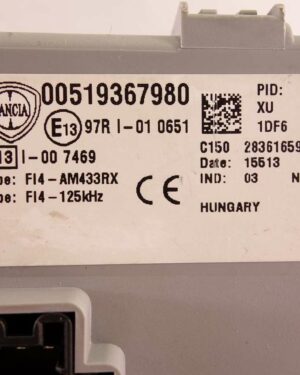 LANCIA 00519367980
E13 97R I-01 0651
13 I-00 7469
pe: FI4-AM433RX
pe: FI4-125kHz
CE
PID:
XU
1DF6
C150 28361659
Date: 15513
IND: 03 N
HUNGARY